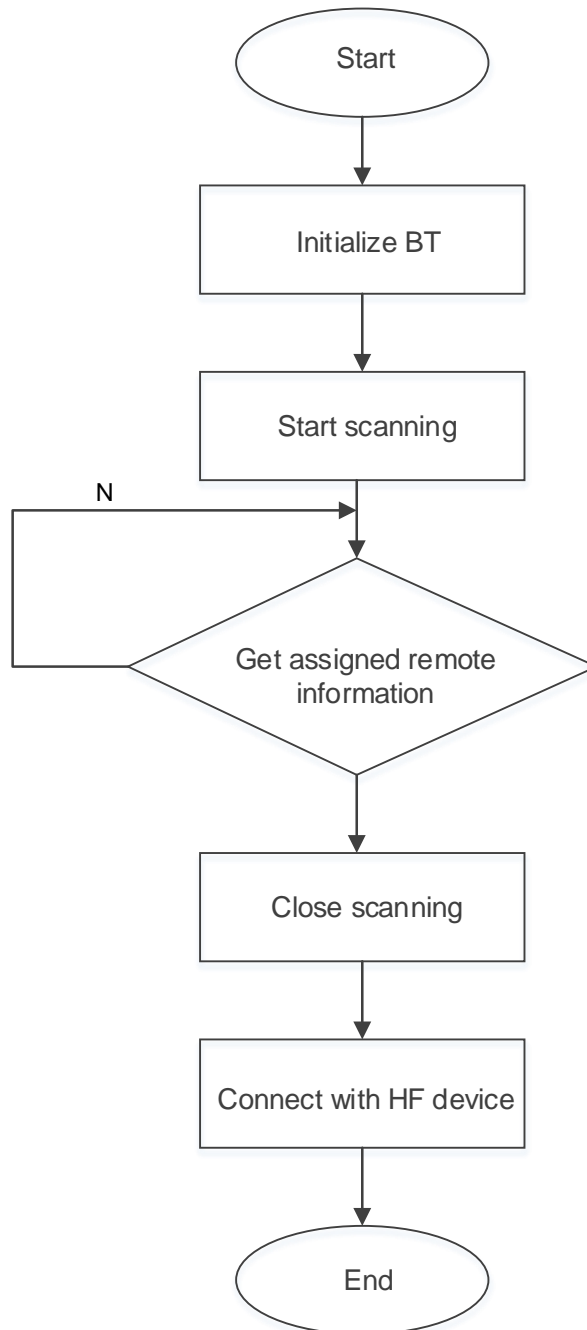 Start
Initialize BT
Start scanning
N
Get assigned remote
information
Close scanning
Connect with HF device
End